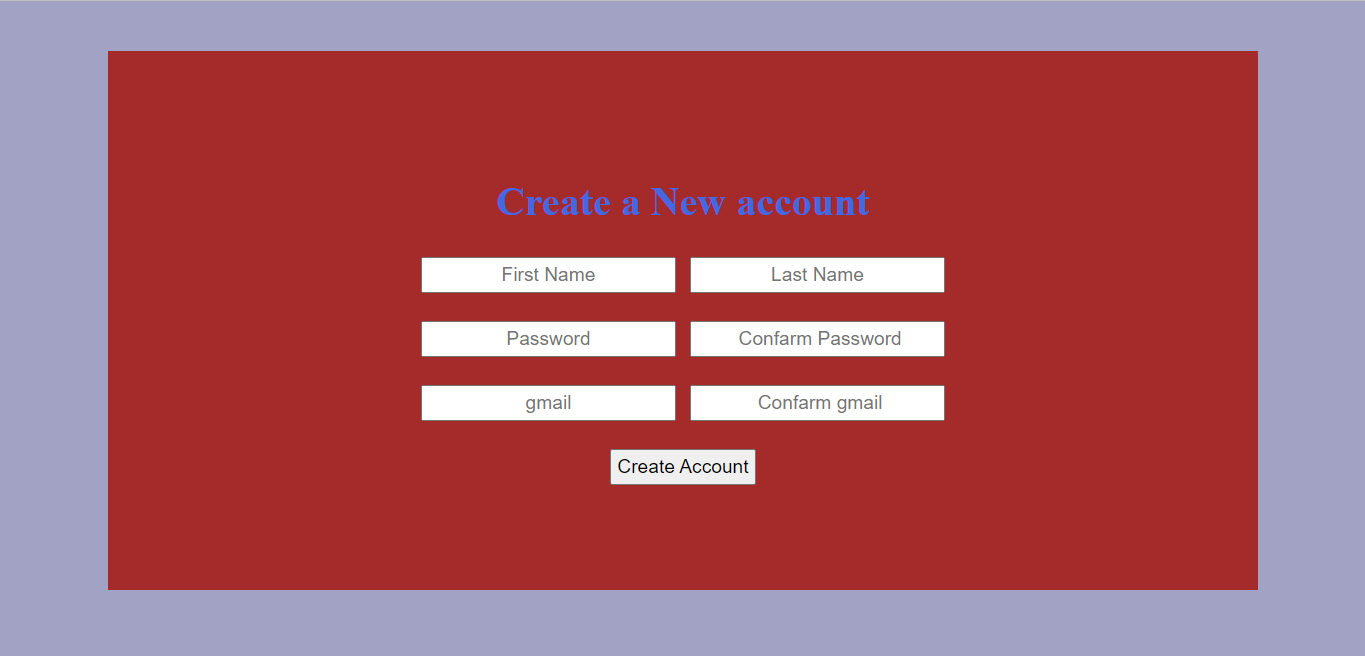 Create a New account
First Name Last Name
Password Confarm Password
gmail Confarm gmail
Create Account